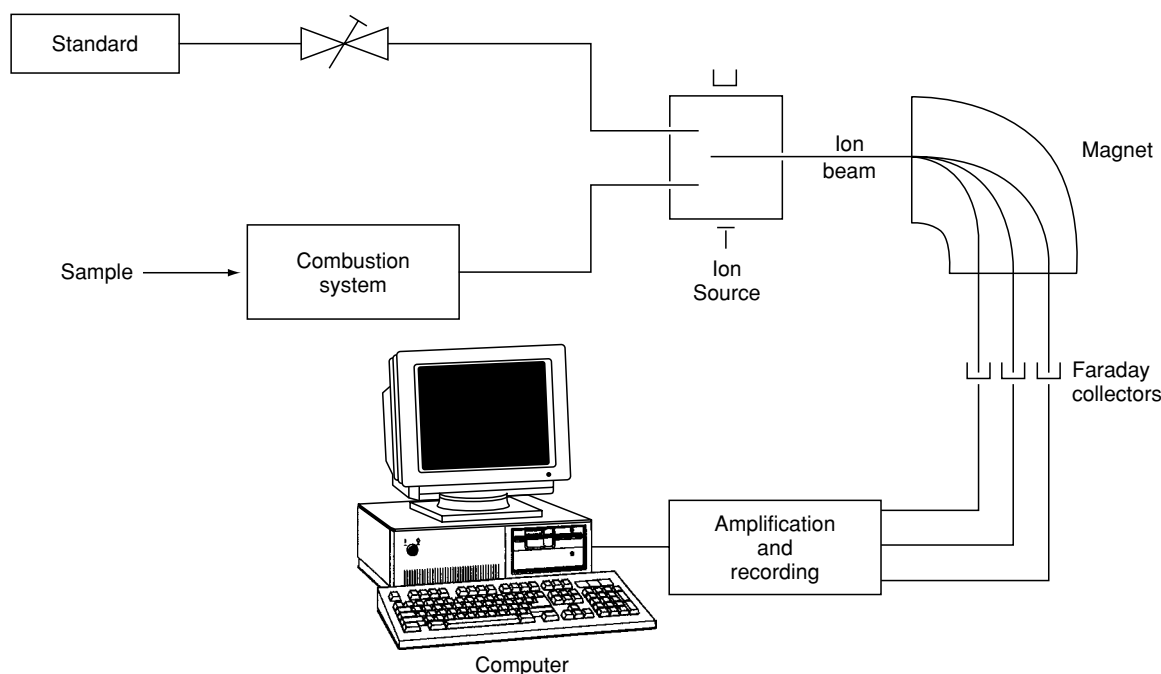 Standard
Ion
beam
Magnet
Sample
Combustion
system
Ion
Source
Faraday
collectors
Amplification
and
recording
Computer